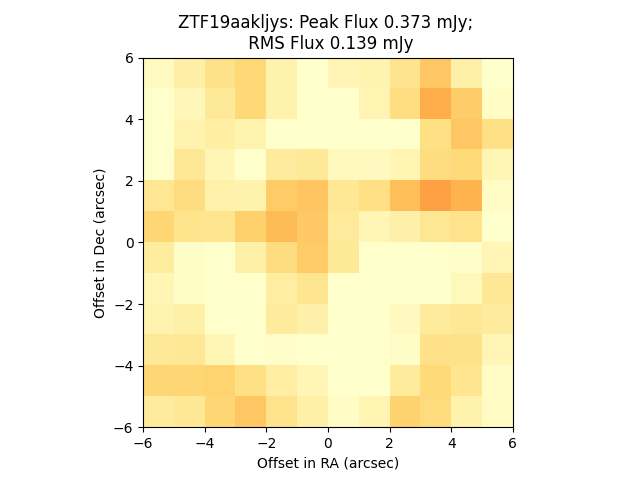 ZTF19aakljys: Peak Flux 0.373 mJy;
RMS Flux 0.139 mJy
6
4
2
0
−2
−4
−6
Offset in Dec (arcsec)
−6 −4 −2 0 2 4 6
Offset in RA (arcsec)